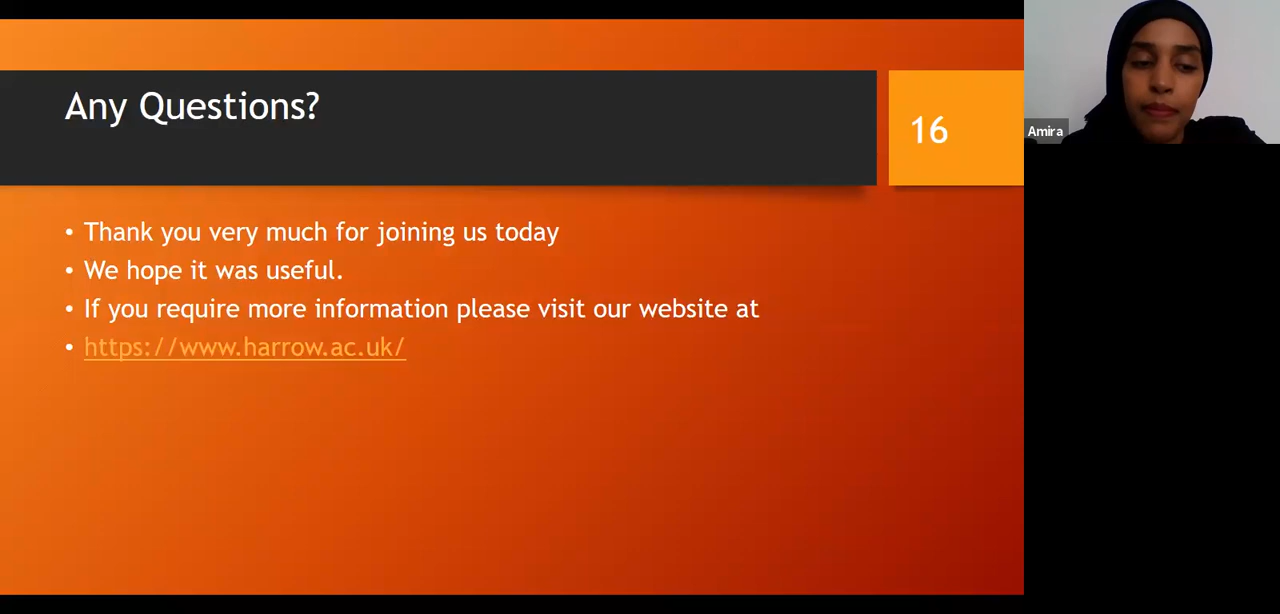 Any Questions?
16
Amira
• Thank you very much for joining us today
• We hope it was useful.
• If you require more information please visit our website at
• https://www.harrow.ac.uk/